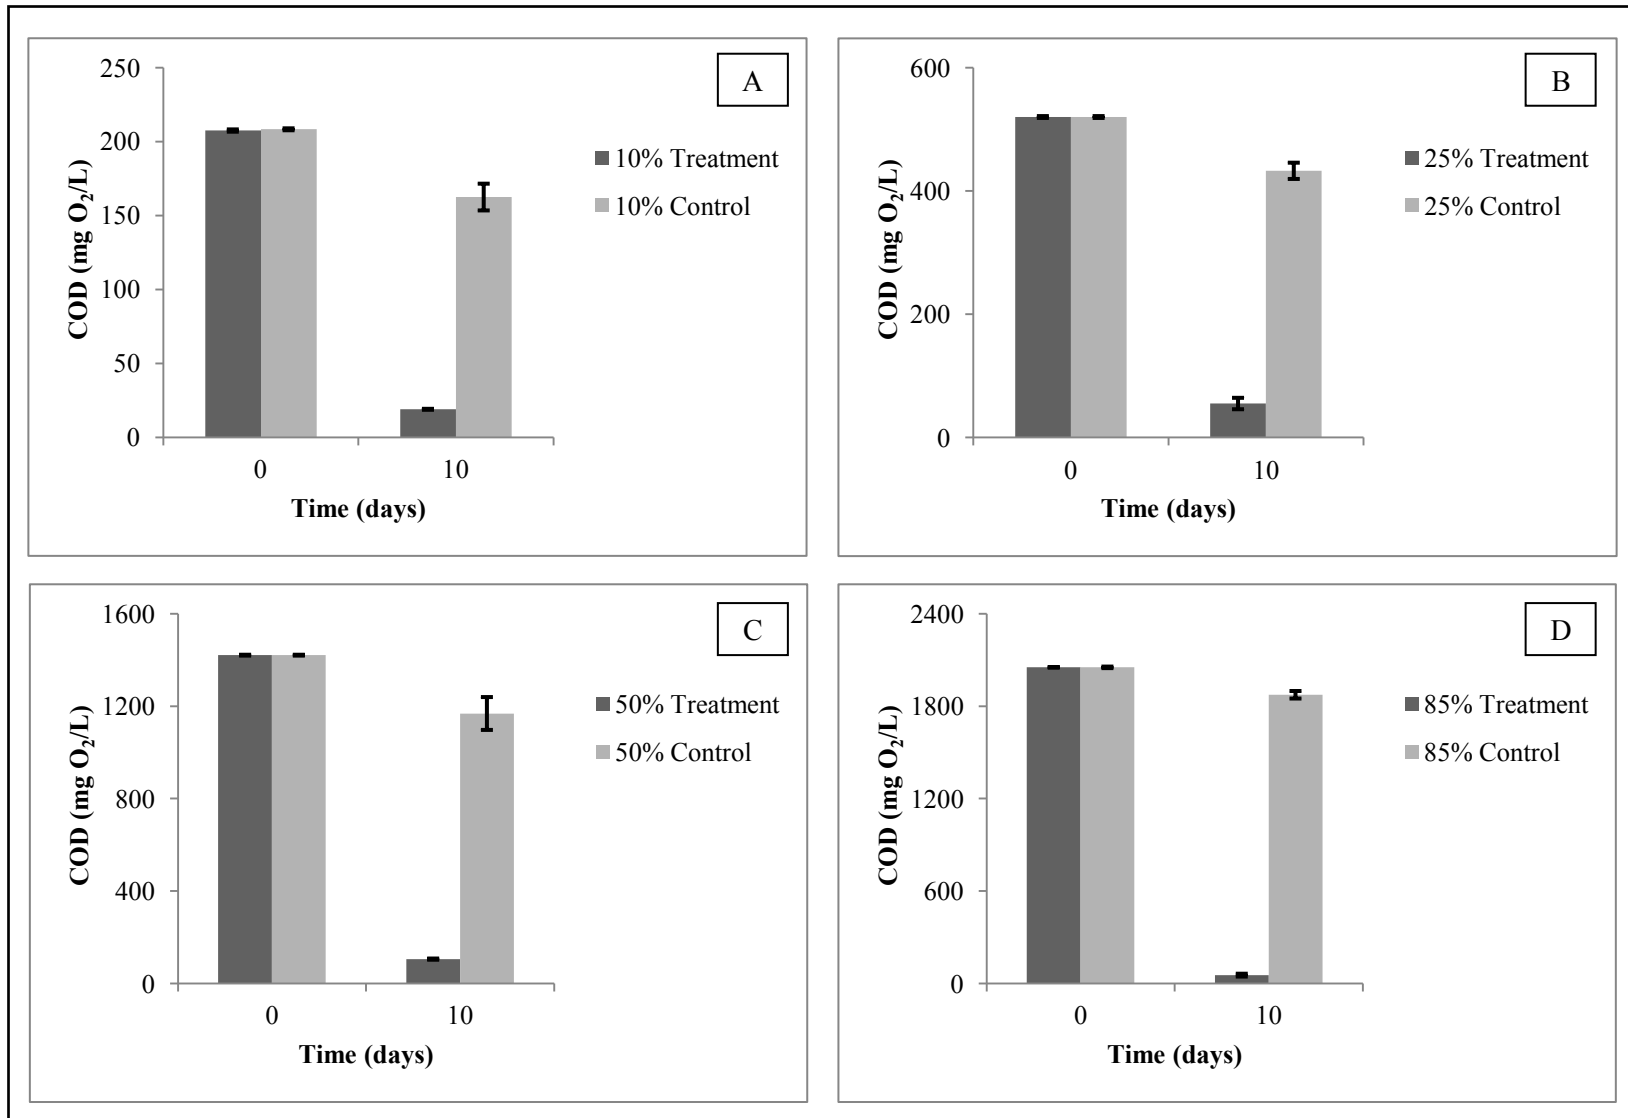 A
250
200
150
100
50
0
COD (mg O₂/L)
10% Treatment
10% Control
0 10
Time (days)
B
600
400
200
0
COD (mg O₂/L)
25% Treatment
25% Control
0 10
Time (days)
C
1600
1200
800
400
0
COD (mg O₂/L)
50% Treatment
50% Control
0 10
Time (days)
D
2400
1800
1200
600
0
COD (mg O₂/L)
85% Treatment
85% Control
0 10
Time (days)